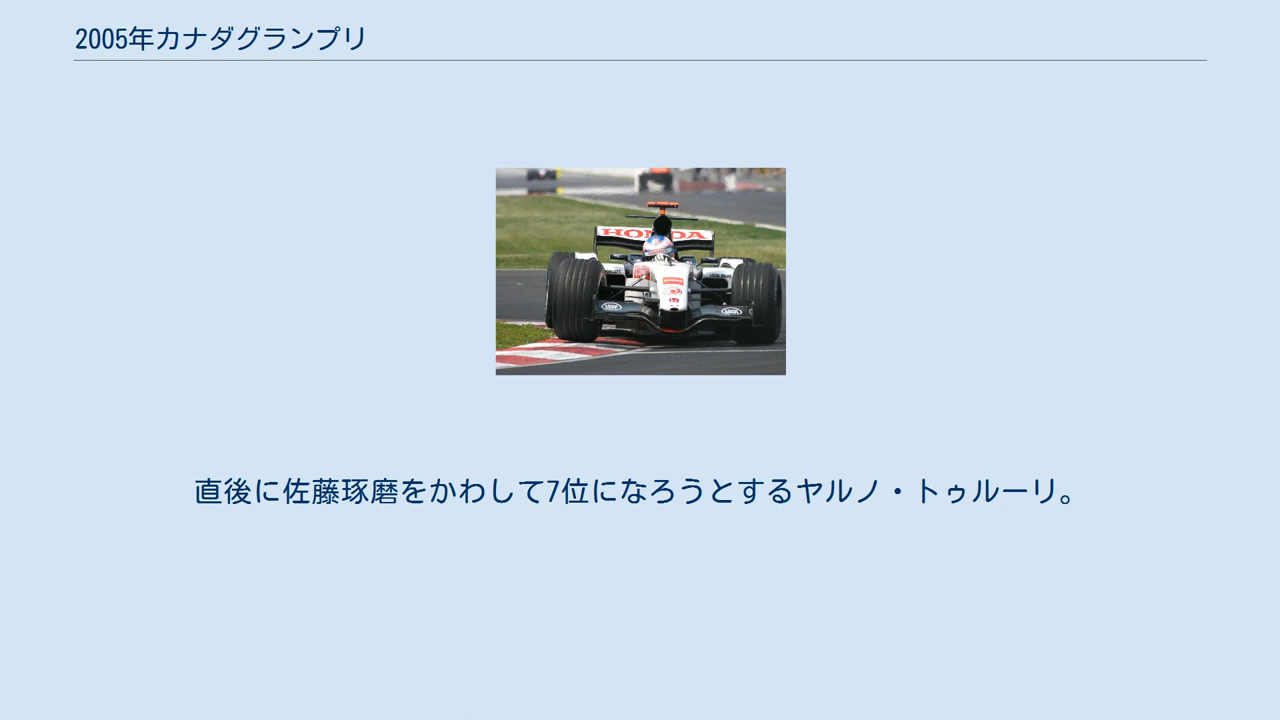 2005年カナダグランプリ
HONDA
直後に佐藤琢磨をかわして7位になろうとするヤルノ・トゥルーリ。